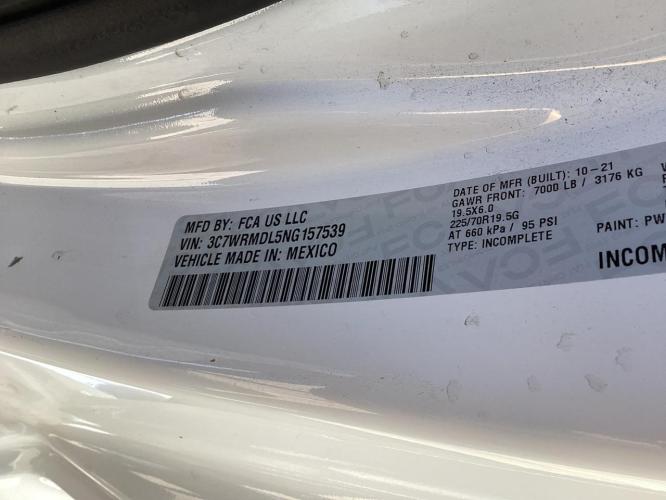 MFD BY: FCA US LLC
VIN: 3C7WRMDL5NG157539
VEHICLE MADE IN: MEXICO
DATE OF MFR (BUILT): 10-21
GAWR FRONT: 7000 LB / 3176 KG
19.5X6.0
225/70R19.5G
AT 660 kPa / 95 PSI
TYPE: INCOMPLETE
V
PAINT: PW
INCOM